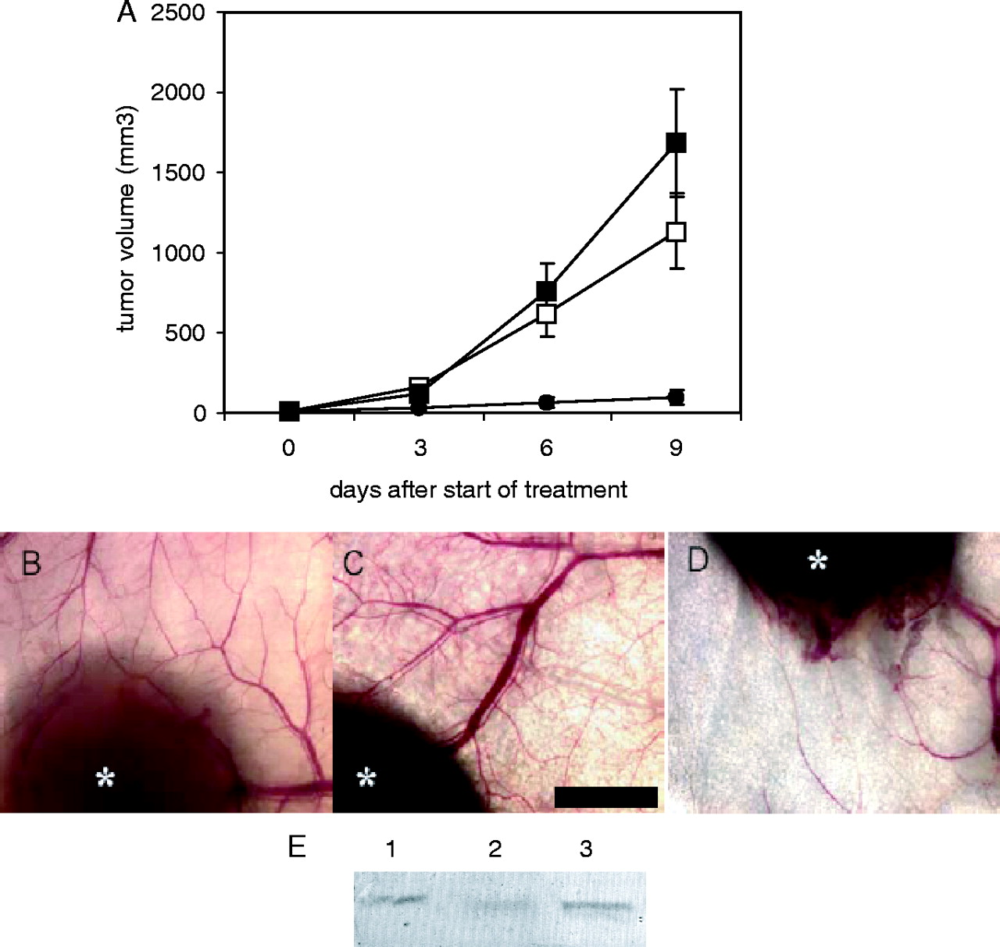 A
2500
2000
1500
1000
500
0
tumor volume (mm3)
0 3 6 9
days after start of treatment
B C D
* * *
E 1 2 3